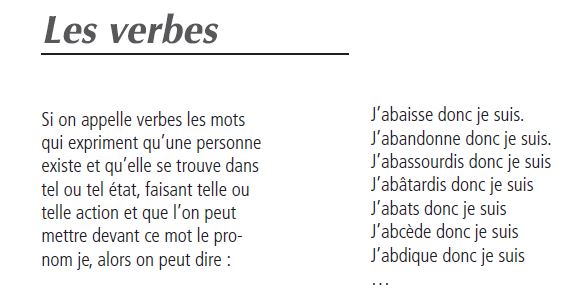 Les verbes
Si on appelle verbes les mots
qui expriment qu'une personne
existe et qu'elle se trouve dans
tel ou tel état, faisant telle ou
telle action et que l'on peut
mettre devant ce mot le pro-
nom je, alors on peut dire :
J'abaisse donc je suis.
J'abandonne donc je suis.
J'abassourdis donc je suis
J'abâtardis donc je suis
J'abats donc je suis
J'abcède donc je suis
J'abdique donc je suis
…